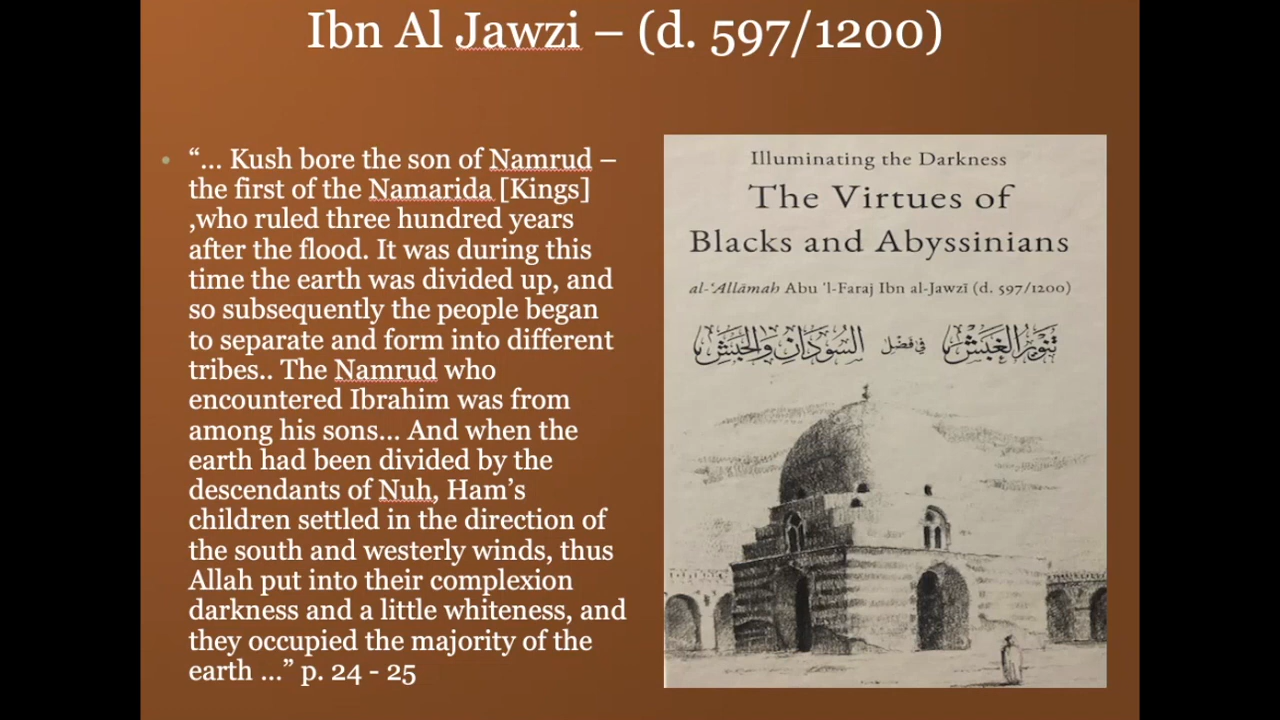 Ibn Al Jawzi – (d. 597/1200)
“... Kush bore the son of Namrud –
the first of the Namarida [Kings]
,who ruled three hundred years
after the flood. It was during this
time the earth was divided up, and
so subsequently the people began
to separate and form into different
tribes.. The Namrud who
encountered Ibrahim was from
among his sons... And when the
earth had been divided by the
descendants of Nuh, Ham’s
children settled in the direction of
the south and westerly winds, thus
Allah put into their complexion
darkness and a little whiteness, and
they occupied the majority of the
earth ...” p. 24 - 25
Illuminating the Darkness
The Virtues of
Blacks and Abyssinians
al-‘Allāmah Abu ’l-Faraj Ibn al-Jawzī (d. 597/1200)
تنوير الغبش في فضل السودان والحبش